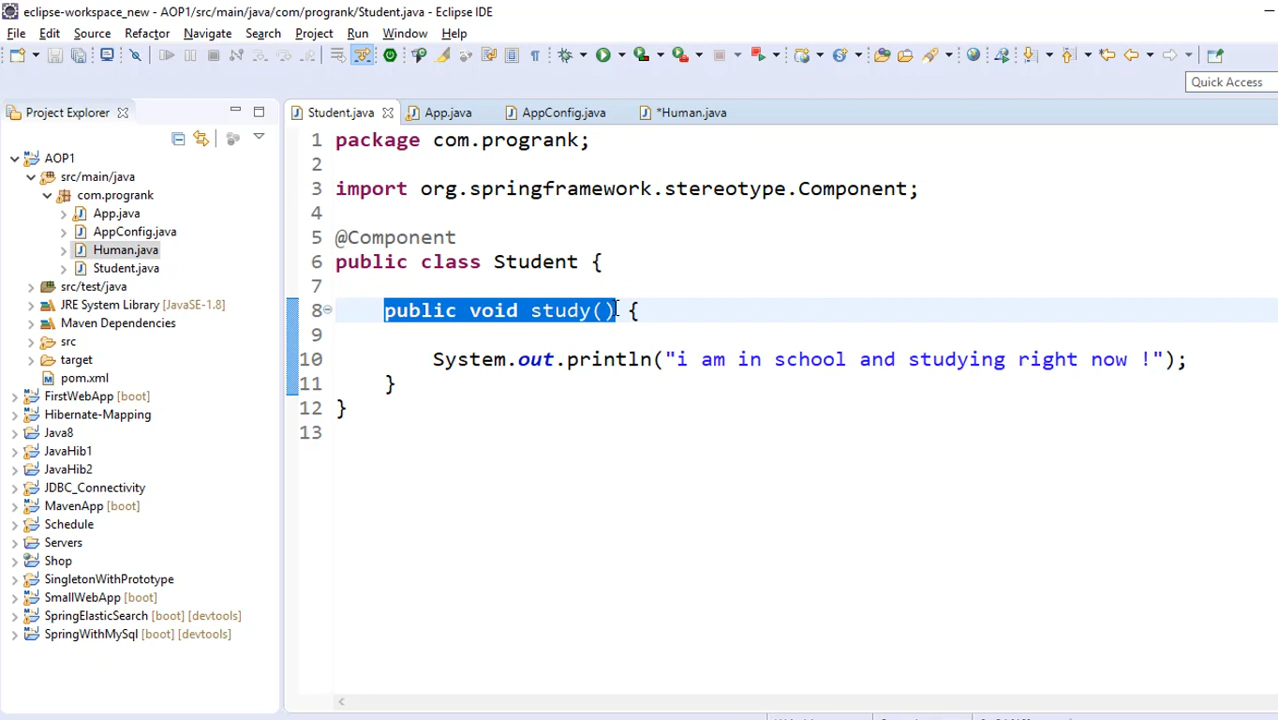 eclipse-workspace_new - AOP1/src/main/java/com/progrank/Student.java - Eclipse IDE
File Edit Source Refactor Navigate Search Project Run Window Help
Quick Access
Project Explorer
Student.java App.java AppConfig.java *Human.java
AOP1
src/main/java
com.progrank
App.java
AppConfig.java
Human.java
Student.java
src/test/java
JRE System Library [JavaSE-1.8]
Maven Dependencies
src
target
pom.xml
FirstWebApp [boot]
Hibernate-Mapping
Java8
JavaHib1
JavaHib2
JDBC_Connectivity
MavenApp [boot]
Schedule
Servers
Shop
SingletonWithPrototype
SmallWebApp [boot]
SpringElasticSearch [boot] [devtools]
SpringWithMySql [boot] [devtools]
1 package com.progrank;
2
3 import org.springframework.stereotype.Component;
4
5 @Component
6 public class Student {
7
8 public void study() {
9
10 System.out.println("i am in school and studying right now !");
11 }
12 }
13